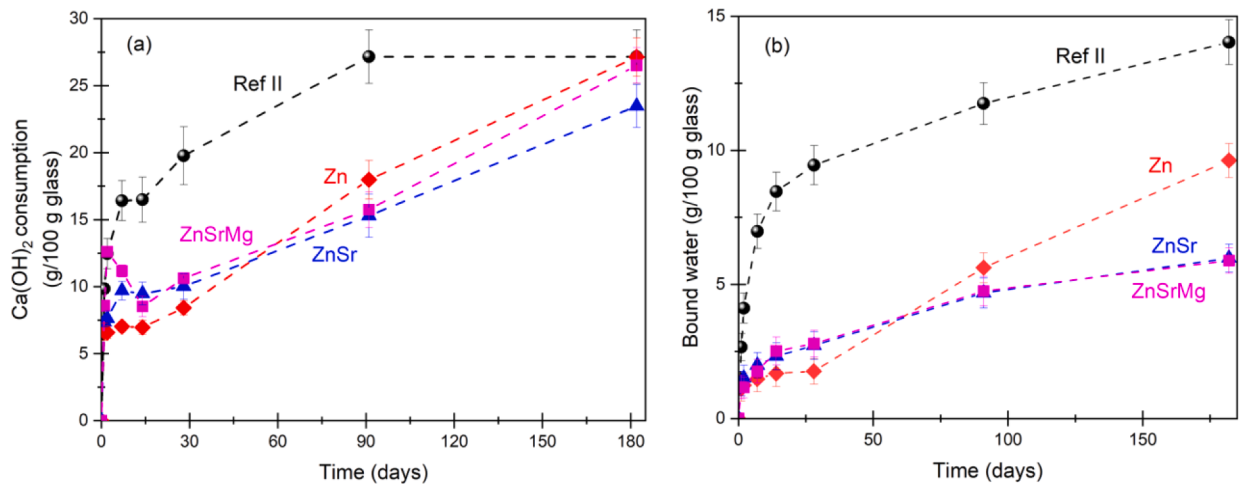 (a)
Ref II
Zn
ZnSrMg
ZnSr
30
25
20
15
10
5
0
0 30 60 90 120 150 180
Time (days)
Ca(OH)₂ consumption
(g/100 g glass)
(b)
Ref II
Zn
ZnSr
ZnSrMg
15
10
5
0
0 50 100 150
Time (days)
Bound water (g/100 g glass)